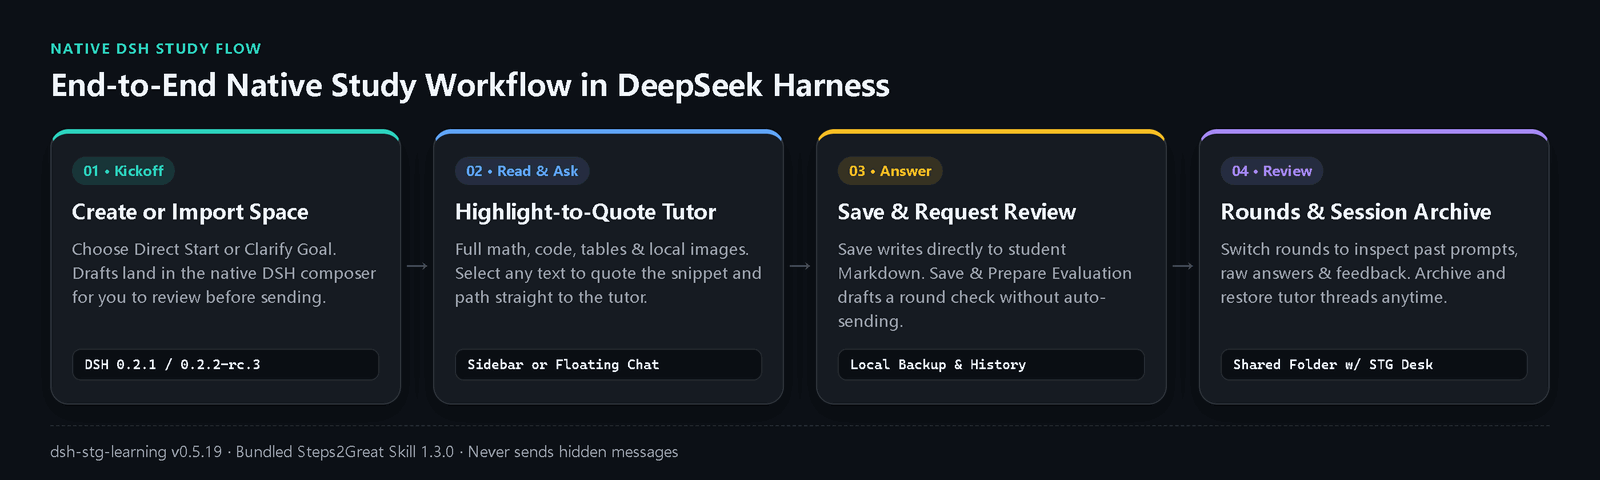 NATIVE DSH STUDY FLOW
End-to-End Native Study Workflow in DeepSeek Harness
01 • Kickoff
Create or Import Space
Choose Direct Start or Clarify Goal.
Drafts land in the native DSH composer
for you to review before sending.
DSH 0.2.1 / 0.2.2-rc.3
→
02 • Read & Ask
Highlight-to-Quote Tutor
Full math, code, tables & local images.
Select any text to quote the snippet and
path straight to the tutor.
Sidebar or Floating Chat
→
03 • Answer
Save & Request Review
Save writes directly to student
Markdown. Save & Prepare Evaluation
drafts a round check without auto-
sending.
Local Backup & History
→
04 • Review
Rounds & Session Archive
Switch rounds to inspect past prompts,
raw answers & feedback. Archive and
restore tutor threads anytime.
Shared Folder w/ STG Desk
dsh-stg-learning v0.5.19 · Bundled Steps2Great Skill 1.3.0 · Never sends hidden messages